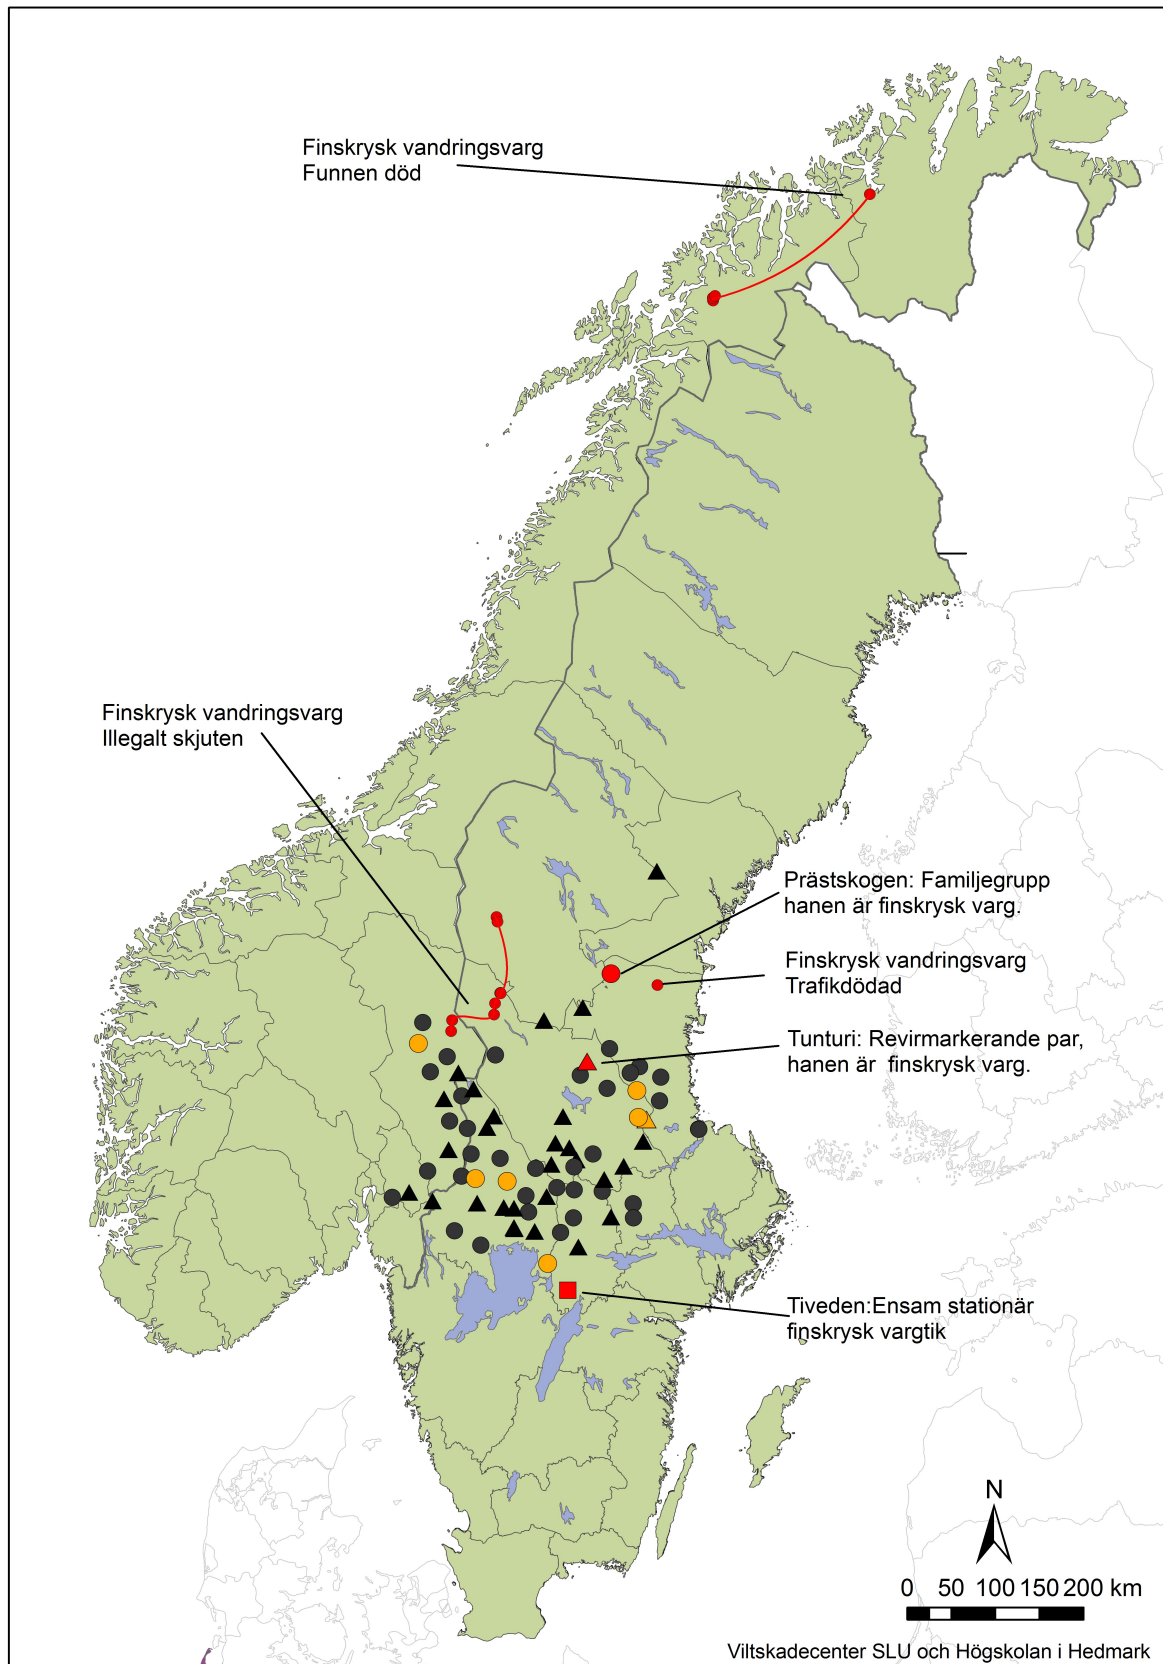 Finskrysk vandringsvarg
Funnen död
Finskrysk vandringsvarg
Illegalt skjuten
Prästskogen: Familjegrupp
hanen är finskrysk varg.
Finskrysk vandringsvarg
Trafikdödad
Tunturi: Revirmarkerande par,
hanen är  finskrysk varg.
Tiveden:Ensam stationär
finskrysk vargtik
N
0 50 100 150 200 km
Viltskadecenter SLU och Högskolan i Hedmark